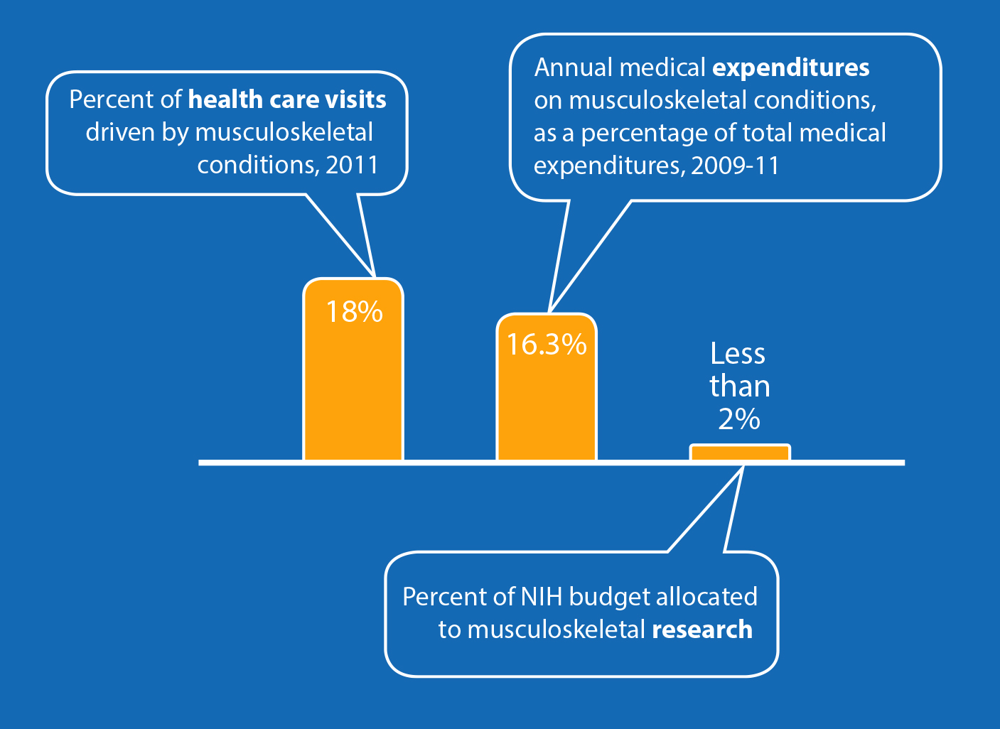 Percent of health care visits
driven by musculoskeletal
conditions, 2011
Annual medical expenditures
on musculoskeletal conditions,
as a percentage of total medical
expenditures, 2009-11
18%
16.3%
Less
than
2%
Percent of NIH budget allocated
to musculoskeletal research